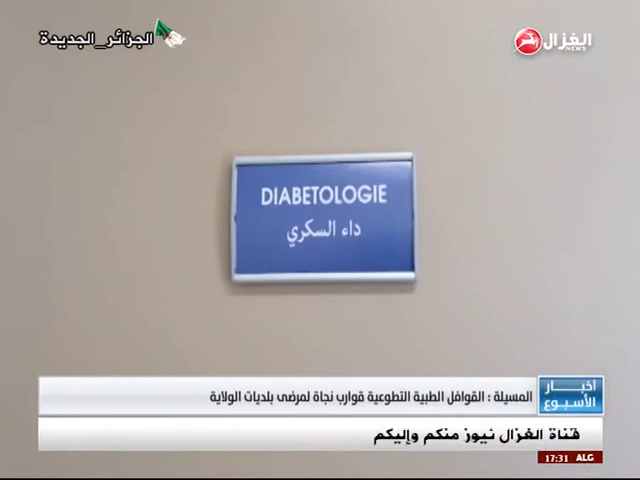 الجزائر_الجديدة
الغزال
NEWS
DIABETOLOGIE
داء السكري
أخبار
الأسبوع
المسيلة : القوافل الطبية التطوعية قوارب نجاة لمرضى بلديات الولاية
قناة الغزال نيوز منكم وإليكم
17:31 ALG